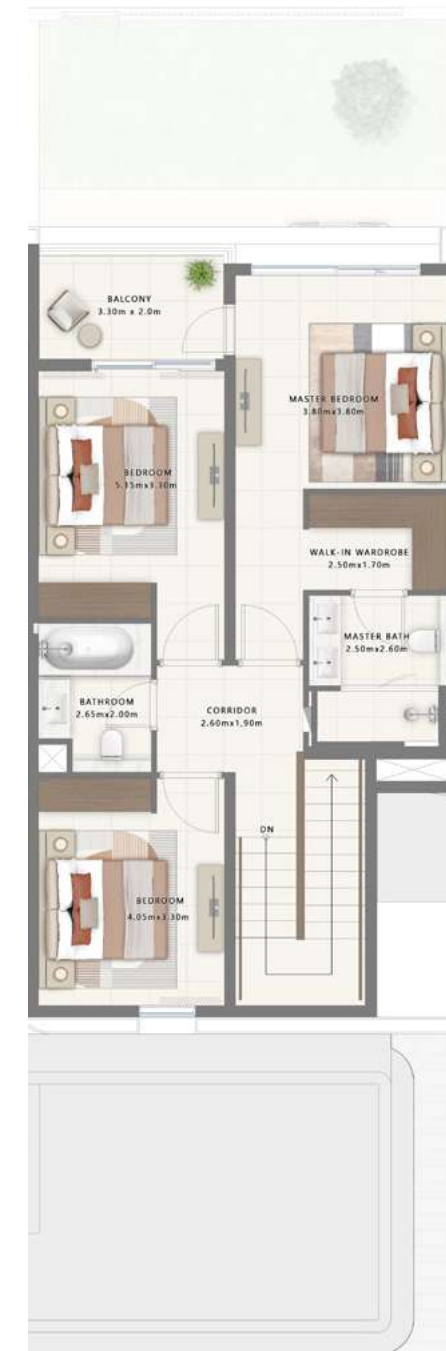 BALCONY
3.30m x 2.0m
MASTER BEDROOM
3.80mx3.80m
BEDROOM
5.35mx3.30m
WALK-IN WARDROBE
2.50mx1.70m
MASTER BATH
2.50mx2.60m
BATHROOM
2.65mx2.00m
CORRIDOR
2.60mx1.90m
DN
BEDROOM
4.05mx3.30m